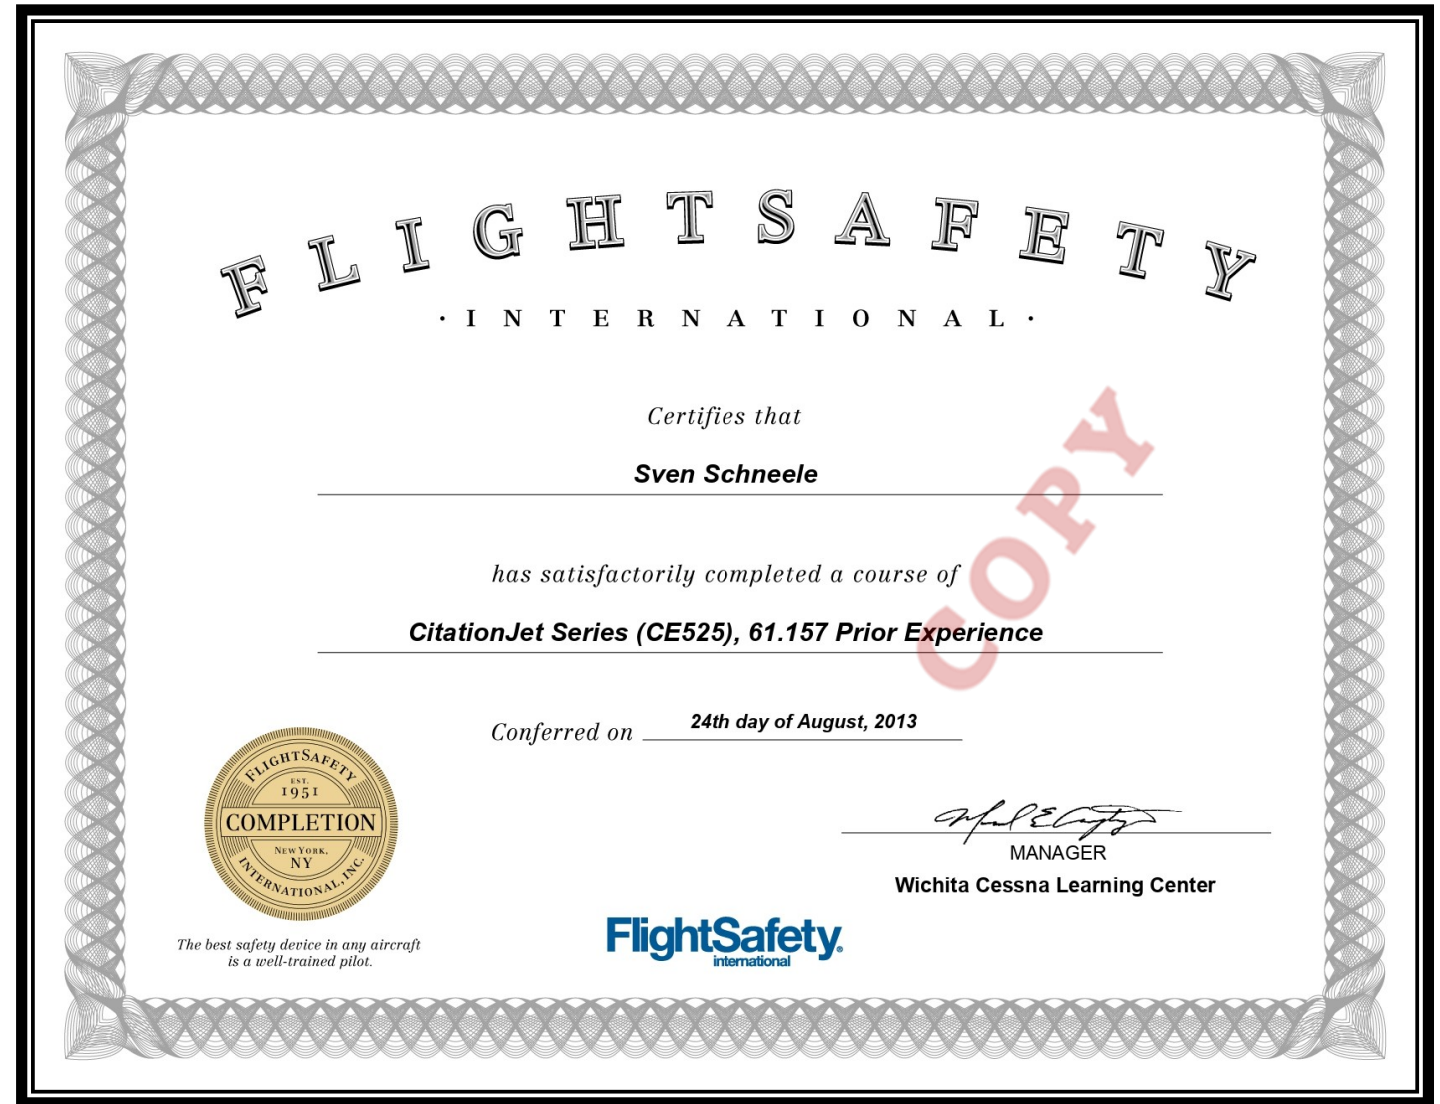 FLIGHTSAFETY
· INTERNATIONAL ·
Certifies that
Sven Schneele
has satisfactorily completed a course of
CitationJet Series (CE525), 61.157 Prior Experience
COPY
Conferred on 24th day of August, 2013
FLIGHTSAFETY
EST.
1951
COMPLETION
NEW YORK,
NY
INTERNATIONAL, INC.
The best safety device in any aircraft
is a well-trained pilot.
MANAGER
Wichita Cessna Learning Center
FlightSafety
international